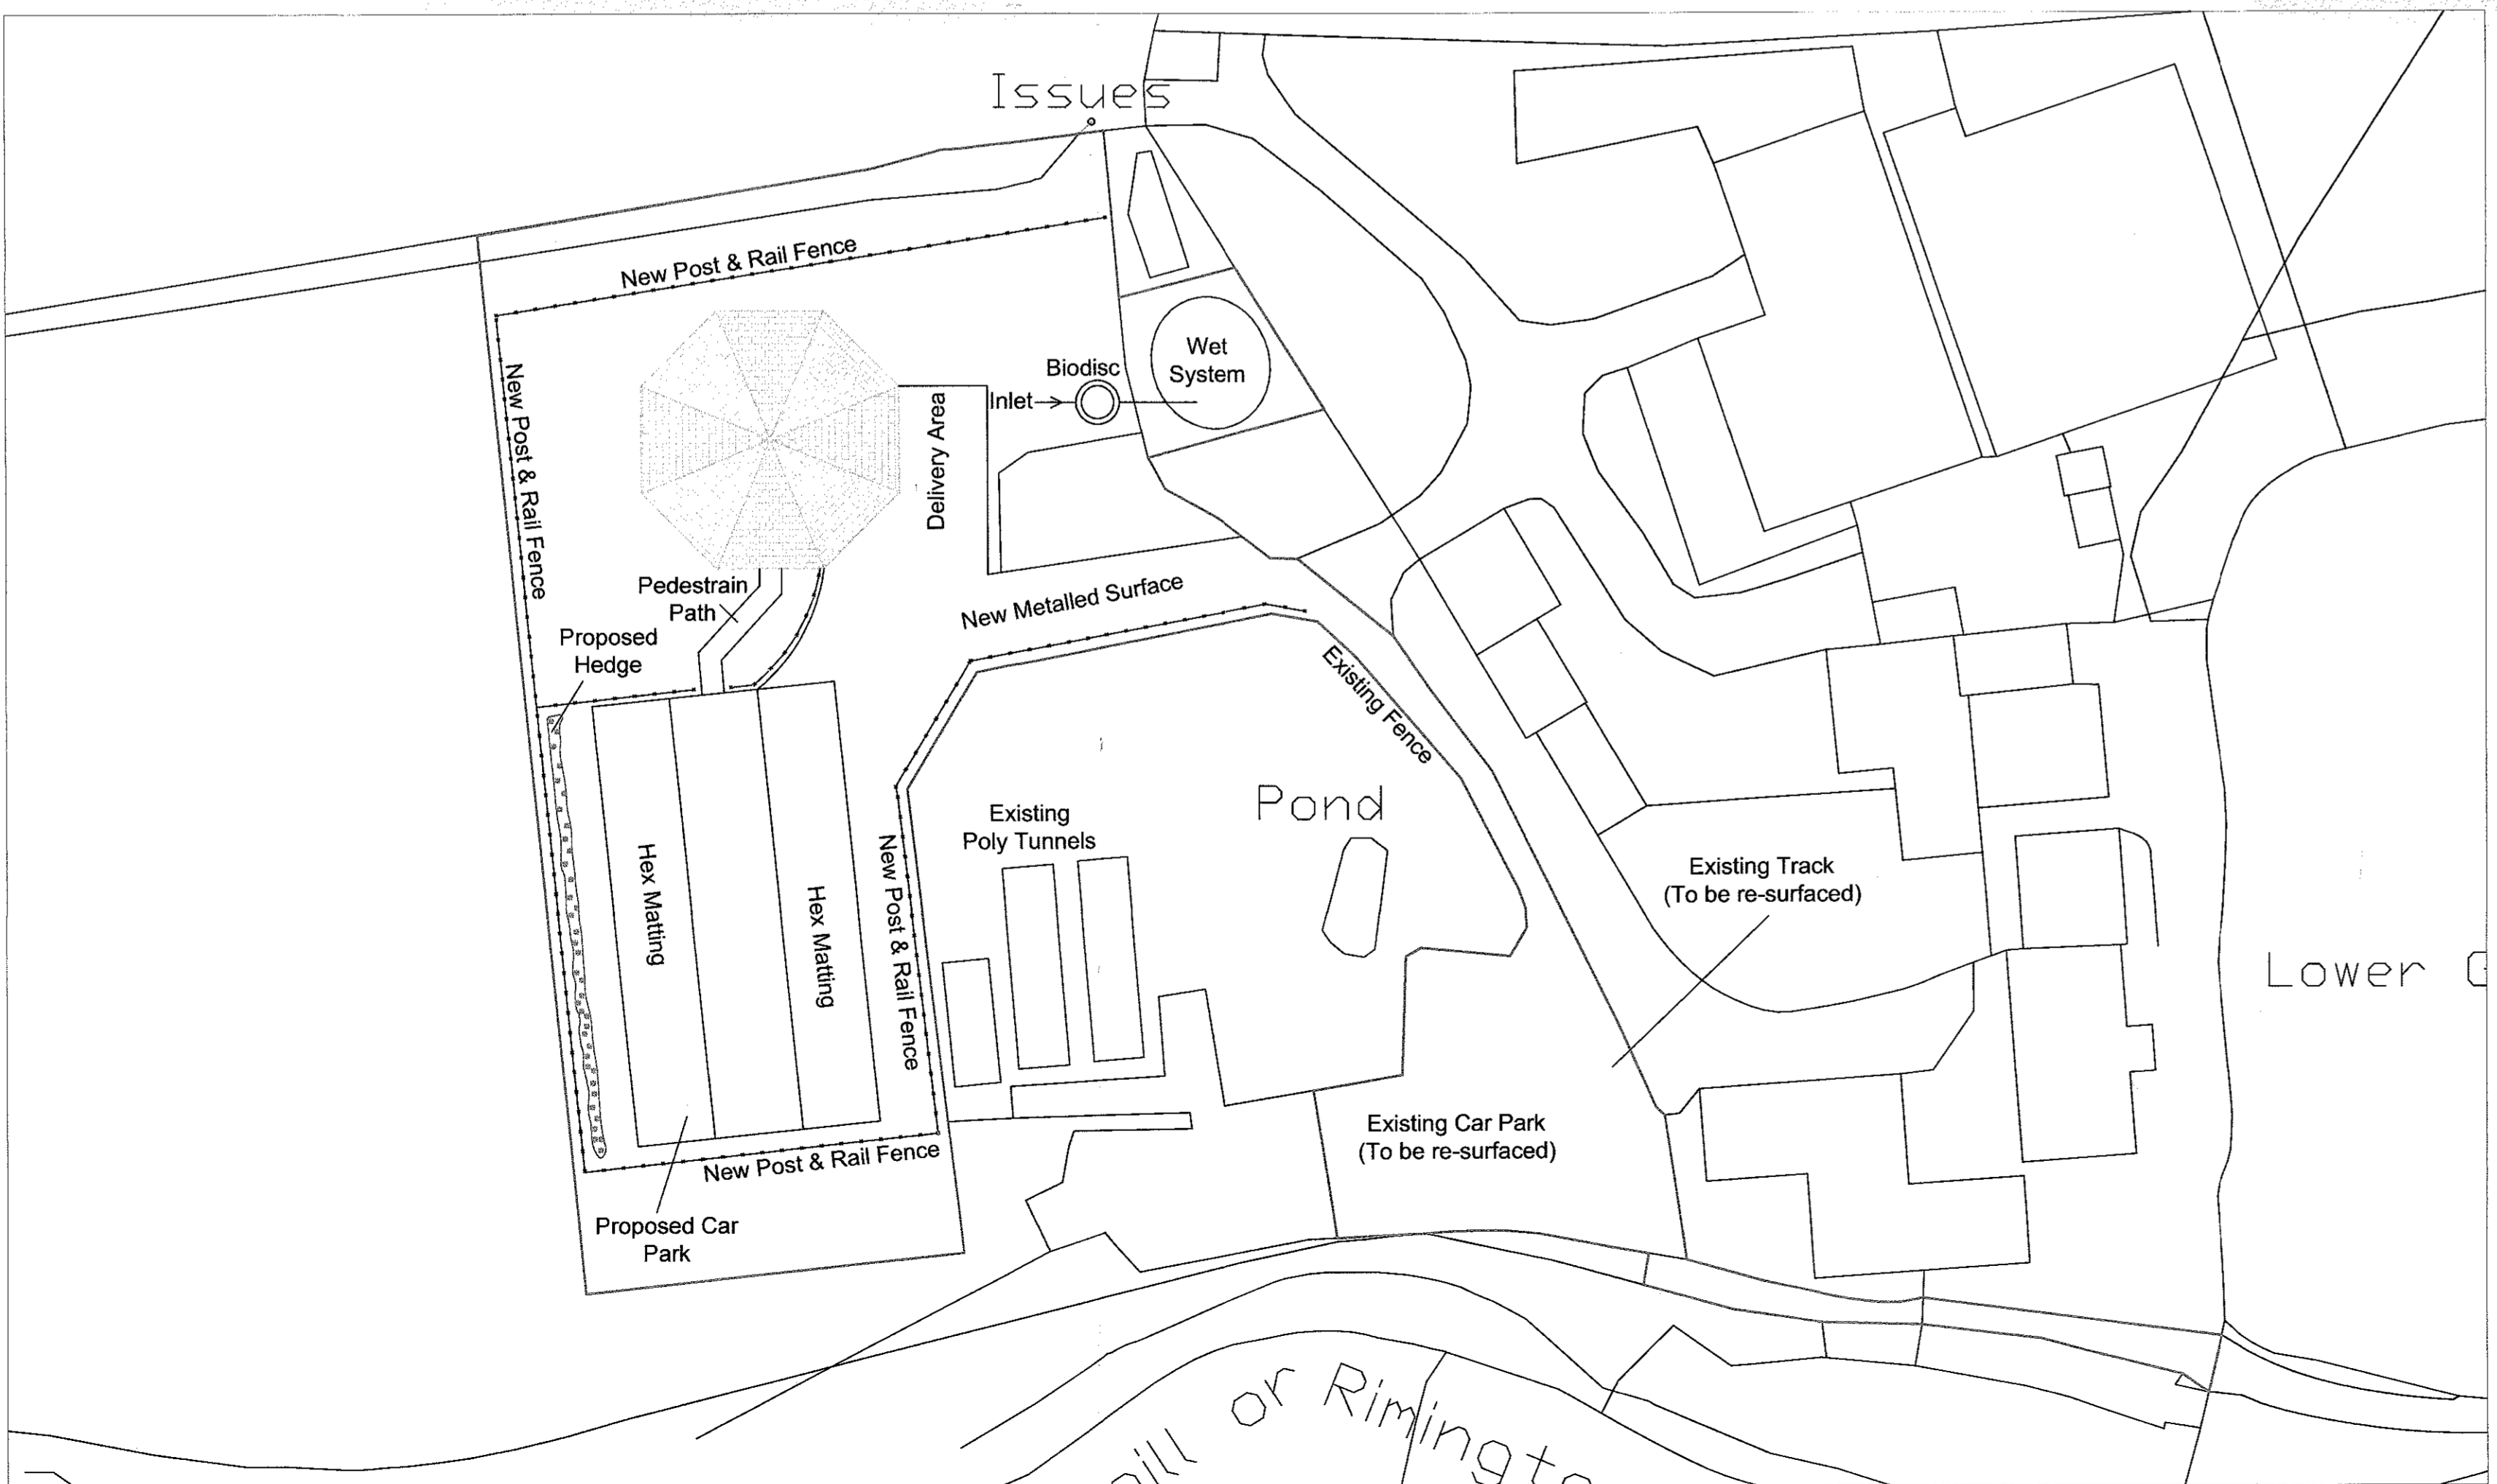 Issues
New Post & Rail Fence
New Post & Rail Fence
Wet
System
Biodisc
Inlet
Delivery Area
Pedestrain
Path
New Metalled Surface
Proposed
Hedge
Existing Fence
Pond
Existing
Poly Tunnels
Hex Matting
Hex Matting
New Post & Rail Fence
Existing Track
(To be re-surfaced)
Lower
Existing Car Park
(To be re-surfaced)
New Post & Rail Fence
Proposed Car
Park
or Rimingto